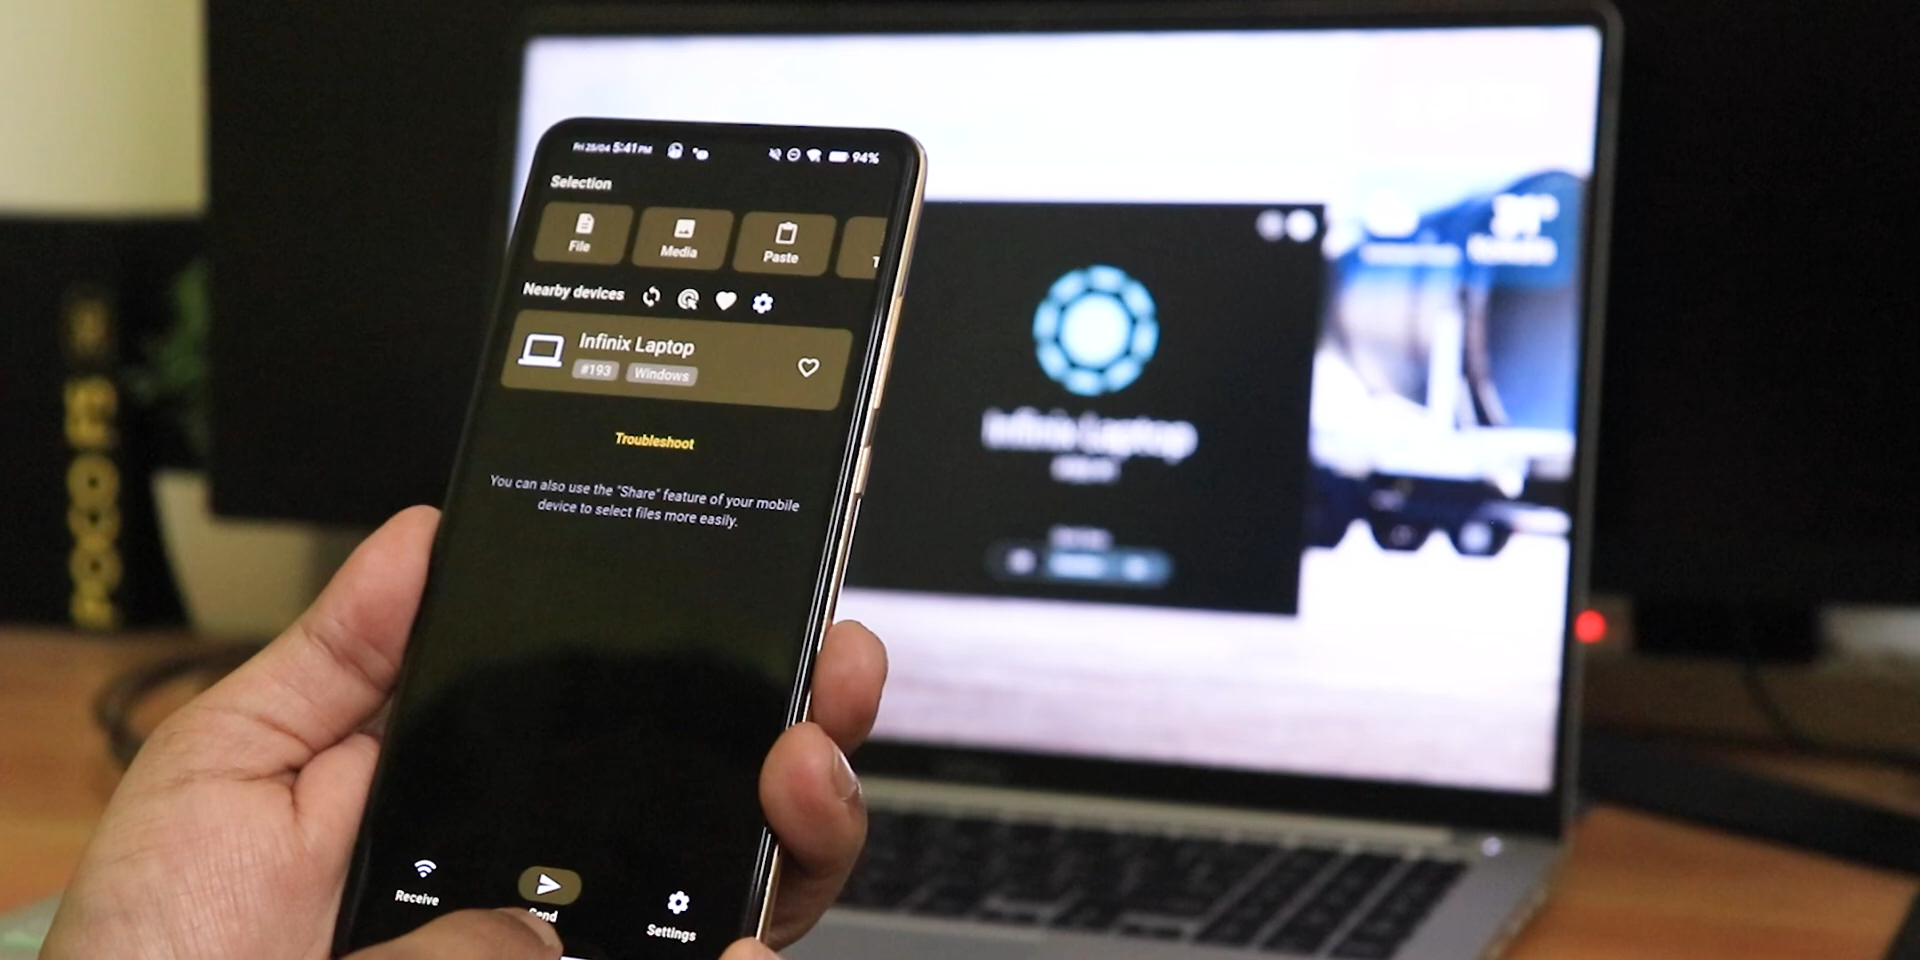 Fri 25/04 5:41 PM 94%
Selection
File Media Paste T
Nearby devices
Infinix Laptop
#193 Windows
Troubleshoot
You can also use the "Share" feature of your mobile
device to select files more easily.
Receive Send Settings
Infinix Laptop